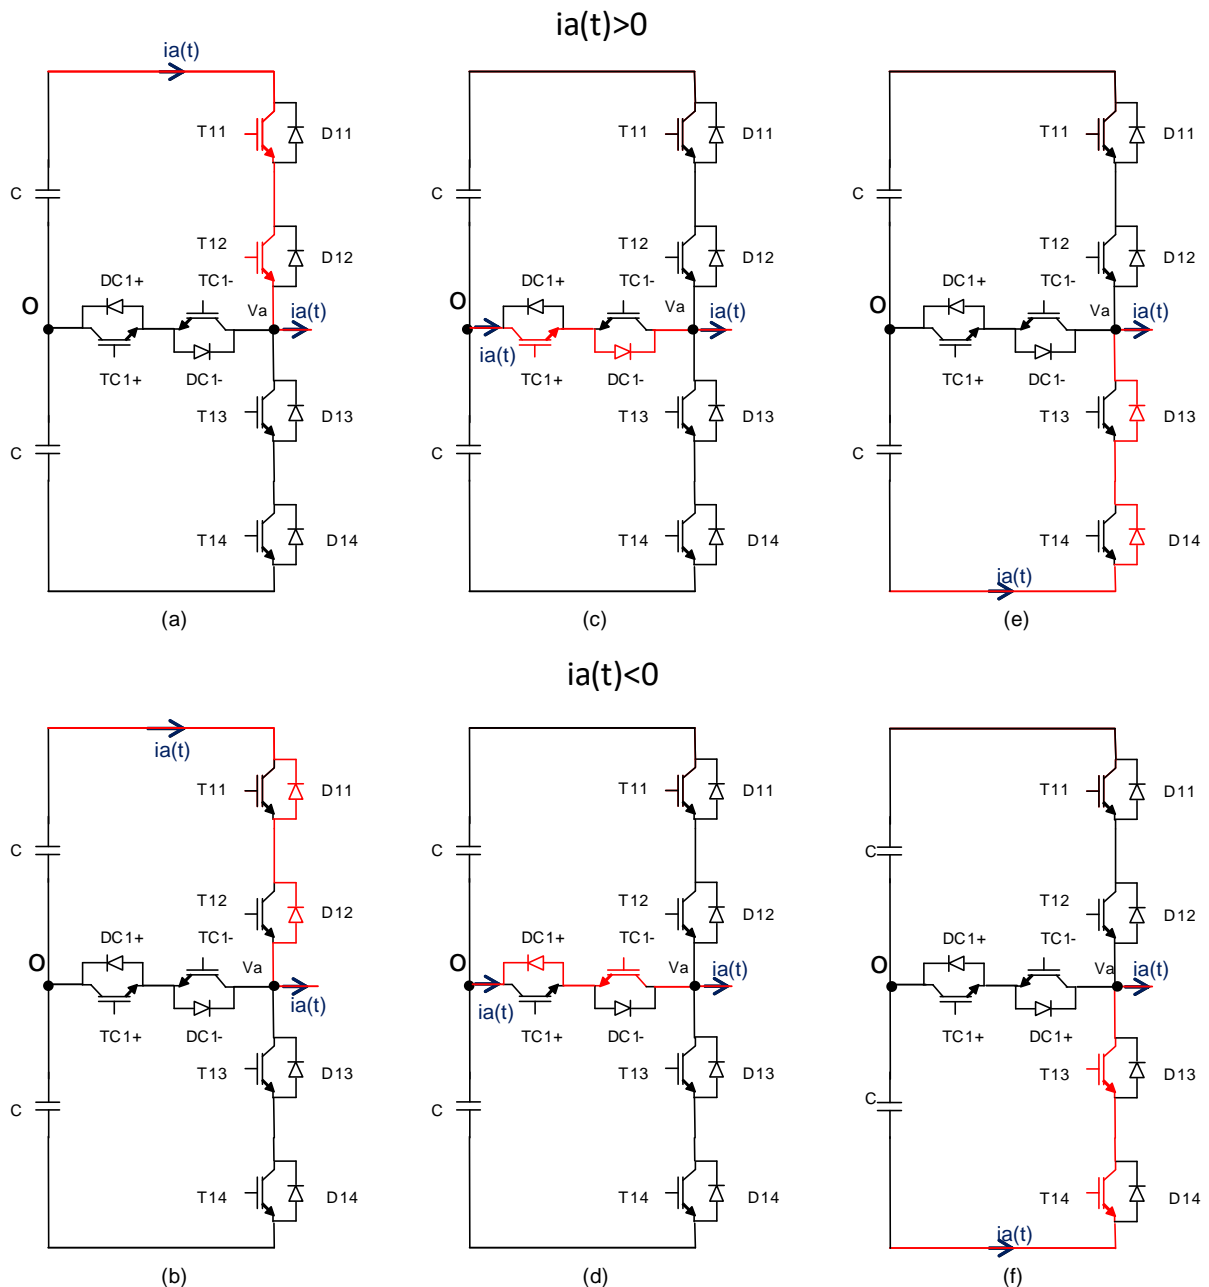 ia(t)>0
ia(t)
T11
D11
C
T12
D12
DC1+
TC1-
O
Va
ia(t)
TC1+
DC1-
T13
D13
C
T14
D14
(a)
T11
D11
C
T12
D12
DC1+
TC1-
O
Va
ia(t)
ia(t)
TC1+
DC1-
T13
D13
C
T14
D14
(c)
T11
D11
C
T12
D12
DC1+
TC1-
O
Va
ia(t)
TC1+
DC1-
T13
D13
C
T14
D14
ia(t)
(e)
ia(t)<0
ia(t)
T11
D11
C
T12
D12
DC1+
TC1-
O
Va
ia(t)
TC1+
DC1-
T13
D13
C
T14
D14
(b)
T11
D11
C
T12
D12
DC1+
TC1-
O
Va
ia(t)
ia(t)
TC1+
DC1-
T13
D13
C
T14
D14
(d)
T11
D11
C
T12
D12
DC1+
TC1-
O
Va
ia(t)
TC1+
DC1+
T13
D13
C
T14
D14
ia(t)
(f)